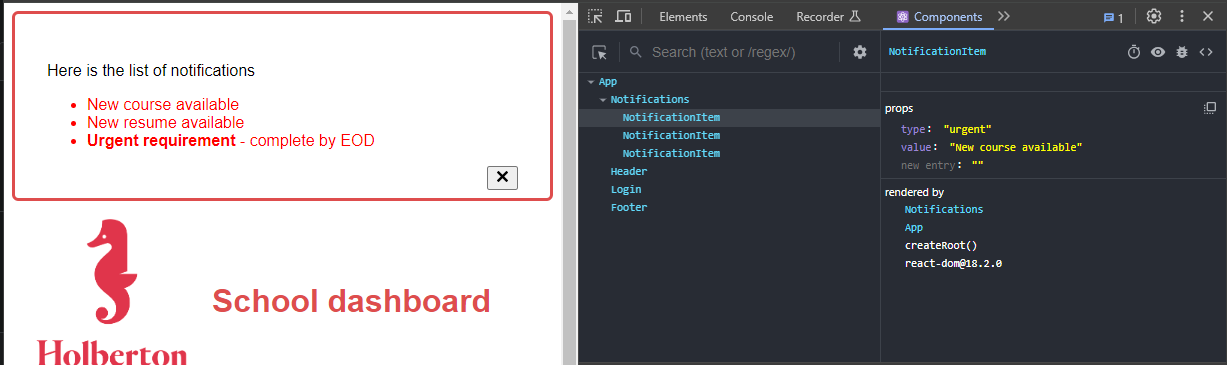 Here is the list of notifications
New course available
New resume available
Urgent requirement - complete by EOD
×
School dashboard
Holberton
Elements Console Recorder Components 1
Search (text or /regex/)
App
Notifications
NotificationItem
NotificationItem
NotificationItem
Header
Login
Footer
NotificationItem
props
type: "urgent"
value: "New course available"
new entry: ""
rendered by
Notifications
App
createRoot()
react-dom@18.2.0